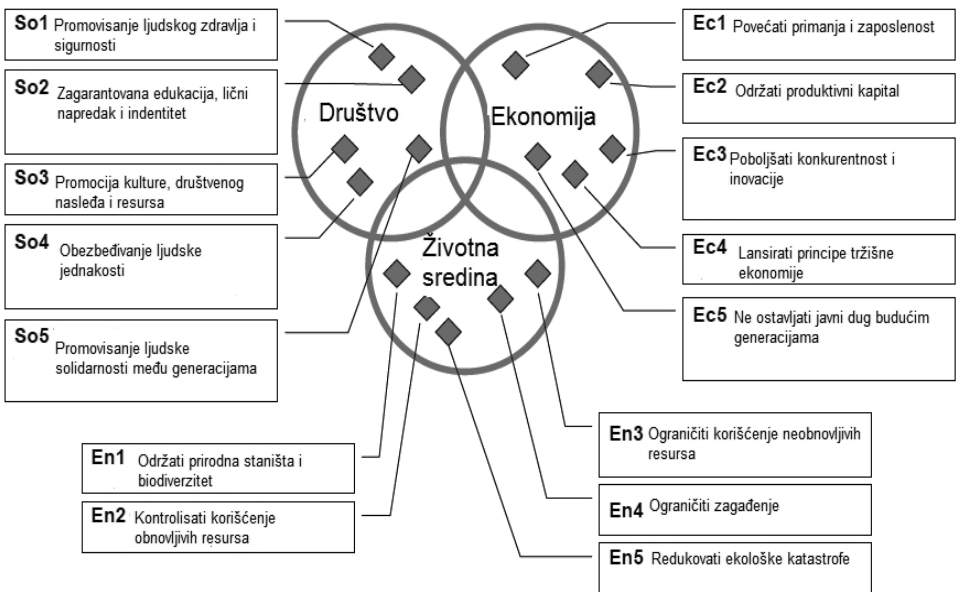 So1 Promovisanje ljudskog zdravlja i
sigurnosti
So2 Zagarantovana edukacija, lični
napredak i indentitet
So3 Promocija kulture, društvenog
nasleđa i resursa
So4 Obezbeđivanje ljudske
jednakosti
So5 Promovisanje ljudske
solidarnosti među generacijama
Društvo
Ekonomija
Životna
sredina
Ec1 Povećati primanja i zaposlenost
Ec2 Održati produktivni kapital
Ec3 Poboljšati konkurentnost i
inovacije
Ec4 Lansirati principe tržišne
ekonomije
Ec5 Ne ostavljati javni dug budućim
generacijama
En1 Održati prirodna staništa i
biodiverzitet
En2 Kontrolisati korišćenje
obnovljivih resursa
En3 Ograničiti korišćenje neobnovljivih
resursa
En4 Ograničiti zagađenje
En5 Redukovati ekološke katastrofe